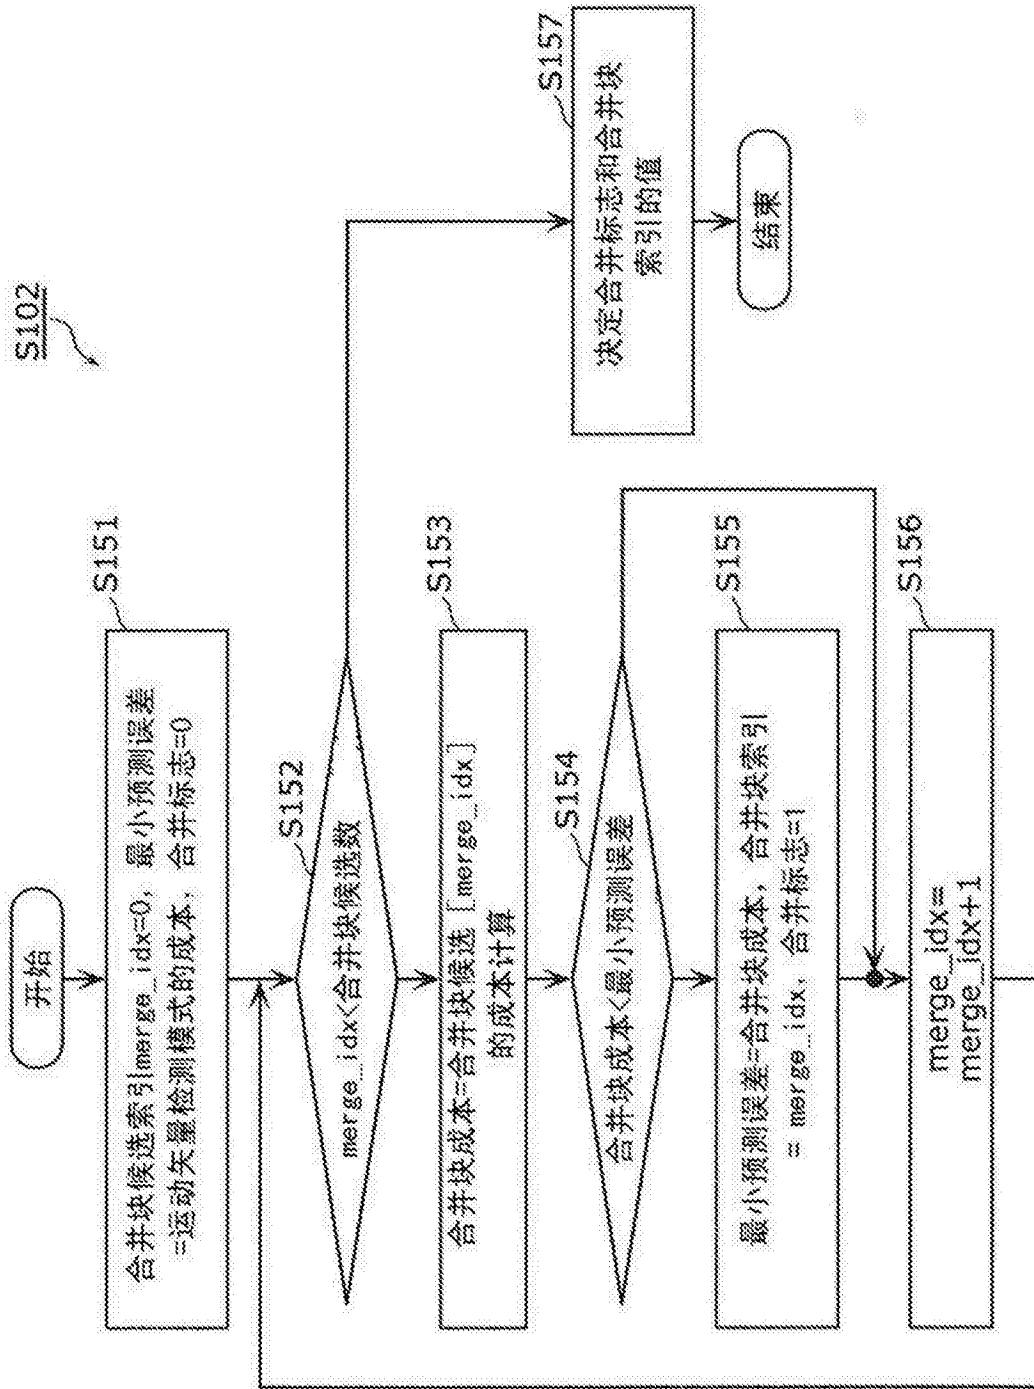 S102
开始
S151
合并块候选索引merge_idx=0，最小预测误差
=运动矢量检测模式的成本，合并标志=0
S152
merge_idx<合并块候选数
S153
合并块成本=合并块候选[merge_idx]
的成本计算
S154
合并块成本<最小预测误差
S155
最小预测误差=合并块成本，合并块索引
= merge_idx，合并标志=1
S156
merge_idx=
merge_idx+1
S157
决定合并标志和合并块
索引的值
结束